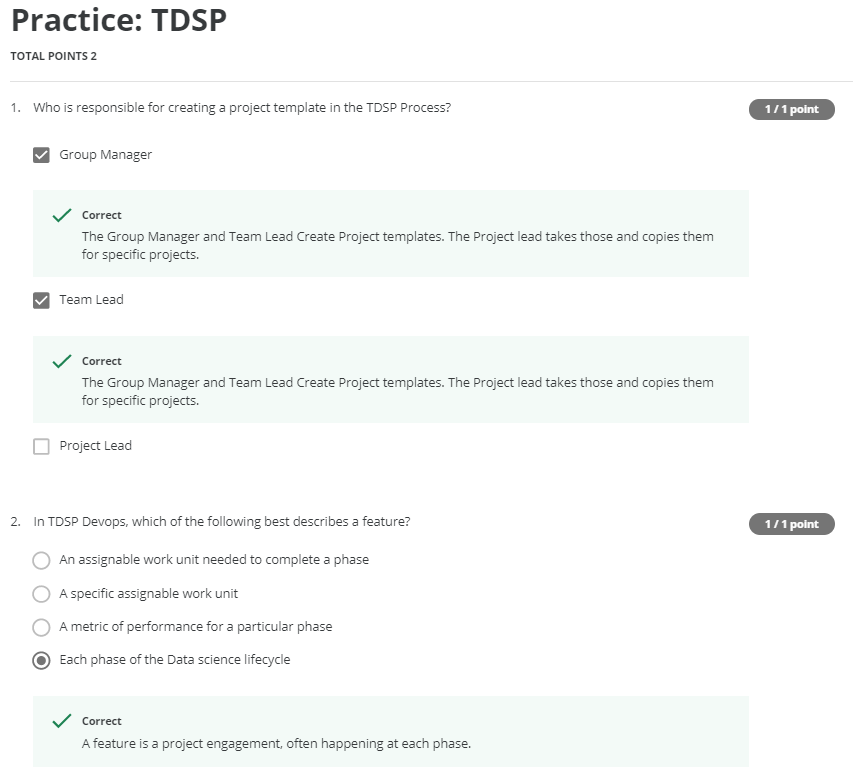 Practice: TDSP
TOTAL POINTS 2
1. Who is responsible for creating a project template in the TDSP Process?
1 / 1 point
Group Manager
Correct
The Group Manager and Team Lead Create Project templates. The Project lead takes those and copies them
for specific projects.
Team Lead
Correct
The Group Manager and Team Lead Create Project templates. The Project lead takes those and copies them
for specific projects.
Project Lead
2. In TDSP Devops, which of the following best describes a feature?
1 / 1 point
An assignable work unit needed to complete a phase
A specific assignable work unit
A metric of performance for a particular phase
Each phase of the Data science lifecycle
Correct
A feature is a project engagement, often happening at each phase.